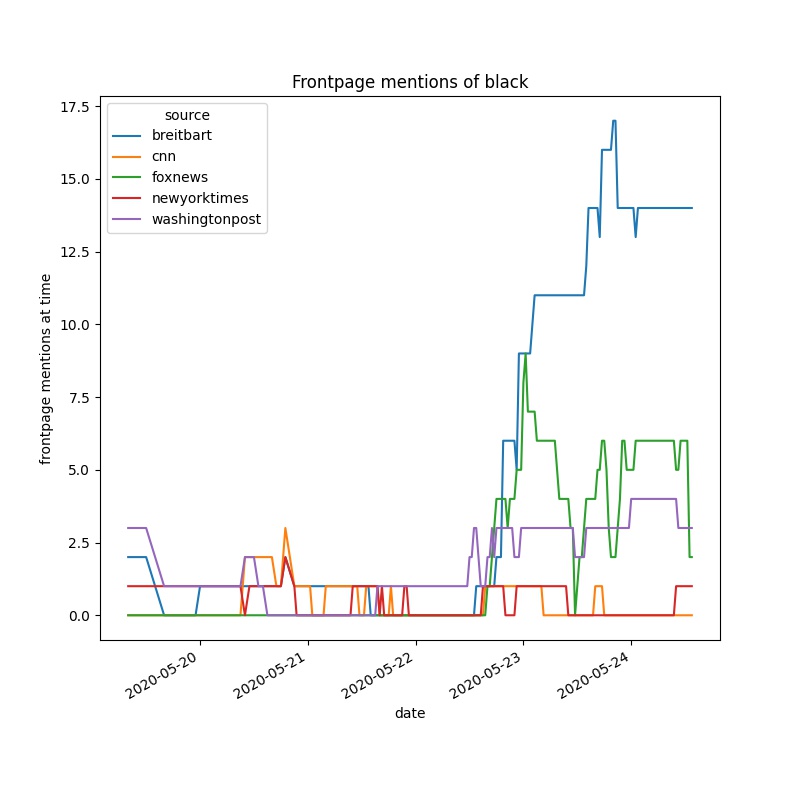 Frontpage mentions of black
source
breitbart
cnn
foxnews
newyorktimes
washingtonpost
17.5
15.0
12.5
10.0
7.5
5.0
2.5
0.0
frontpage mentions at time
2020-05-20
2020-05-21
2020-05-22
2020-05-23
2020-05-24
date